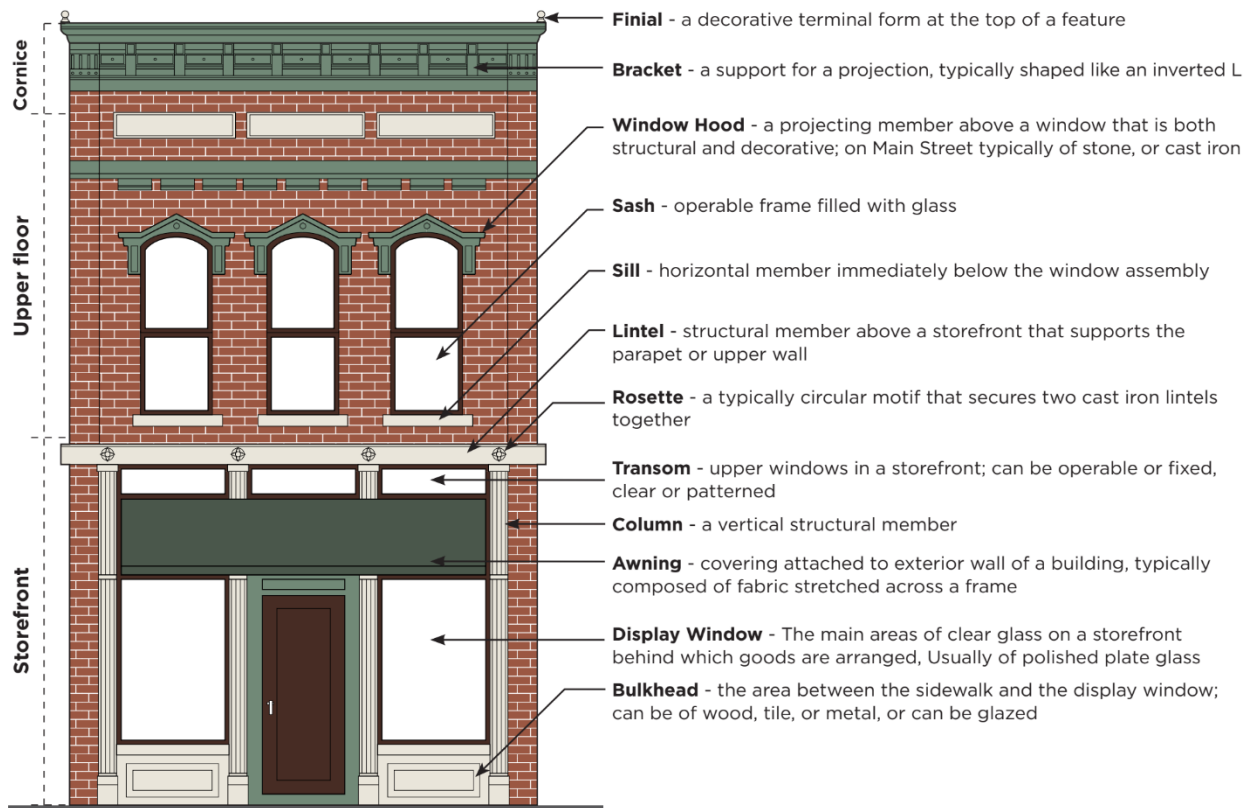 Cornice
Upper floor
Storefront
Finial - a decorative terminal form at the top of a feature
Bracket - a support for a projection, typically shaped like an inverted L
Window Hood - a projecting member above a window that is both
structural and decorative; on Main Street typically of stone, or cast iron
Sash - operable frame filled with glass
Sill - horizontal member immediately below the window assembly
Lintel - structural member above a storefront that supports the
parapet or upper wall
Rosette - a typically circular motif that secures two cast iron lintels
together
Transom - upper windows in a storefront; can be operable or fixed,
clear or patterned
Column - a vertical structural member
Awning - covering attached to exterior wall of a building, typically
composed of fabric stretched across a frame
Display Window - The main areas of clear glass on a storefront
behind which goods are arranged, Usually of polished plate glass
Bulkhead - the area between the sidewalk and the display window;
can be of wood, tile, or metal, or can be glazed